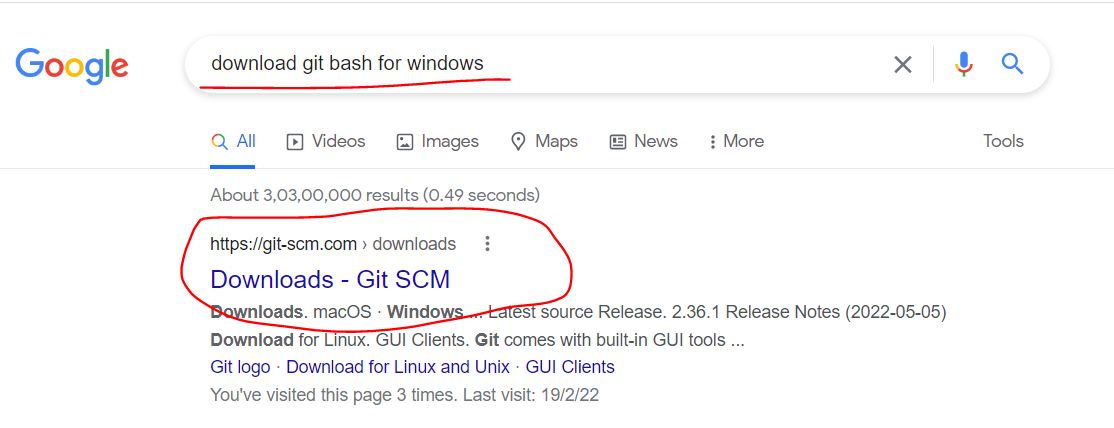 Google
download git bash for windows
All Videos Images Maps News More Tools
About 3,03,00,000 results (0.49 seconds)
https://git-scm.com › downloads
Downloads - Git SCM
Downloads. macOS · Windows ... Latest source Release. 2.36.1 Release Notes (2022-05-05)
Download for Linux. GUI Clients. Git comes with built-in GUI tools ...
Git logo · Download for Linux and Unix · GUI Clients
You've visited this page 3 times. Last visit: 19/2/22